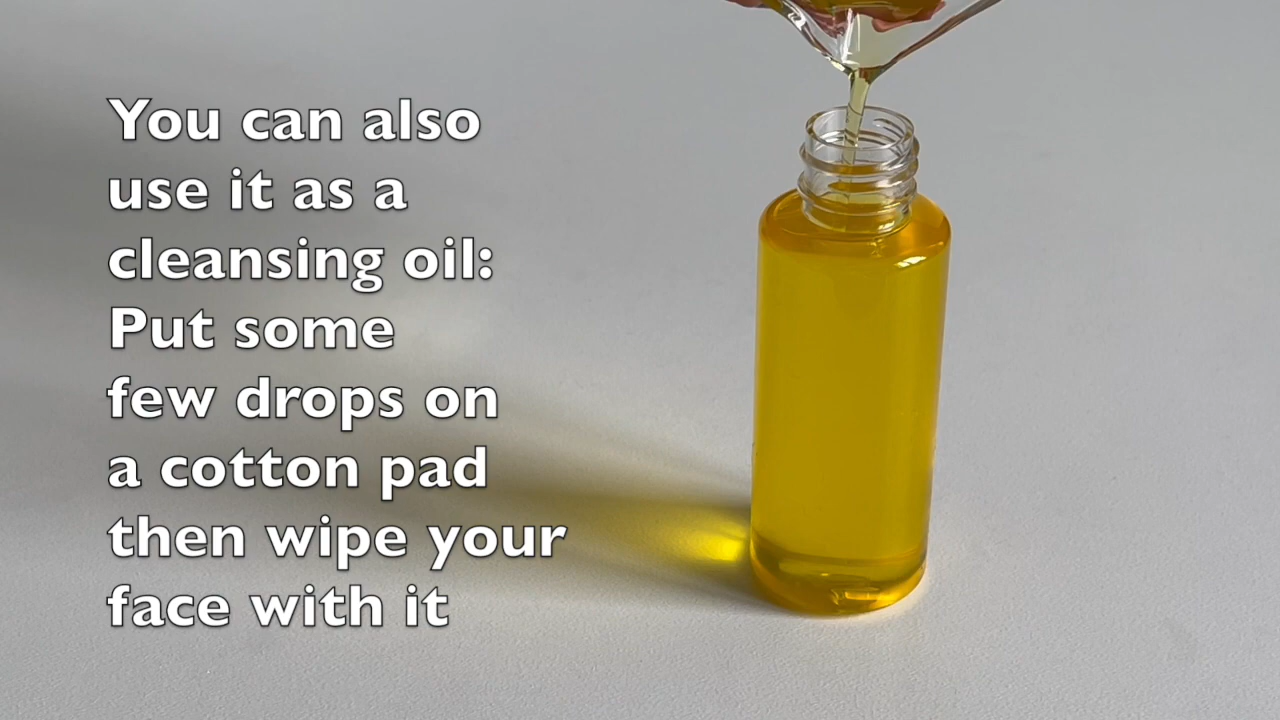 You can also
use it as a
cleansing oil:
Put some
few drops on
a cotton pad
then wipe your
face with it